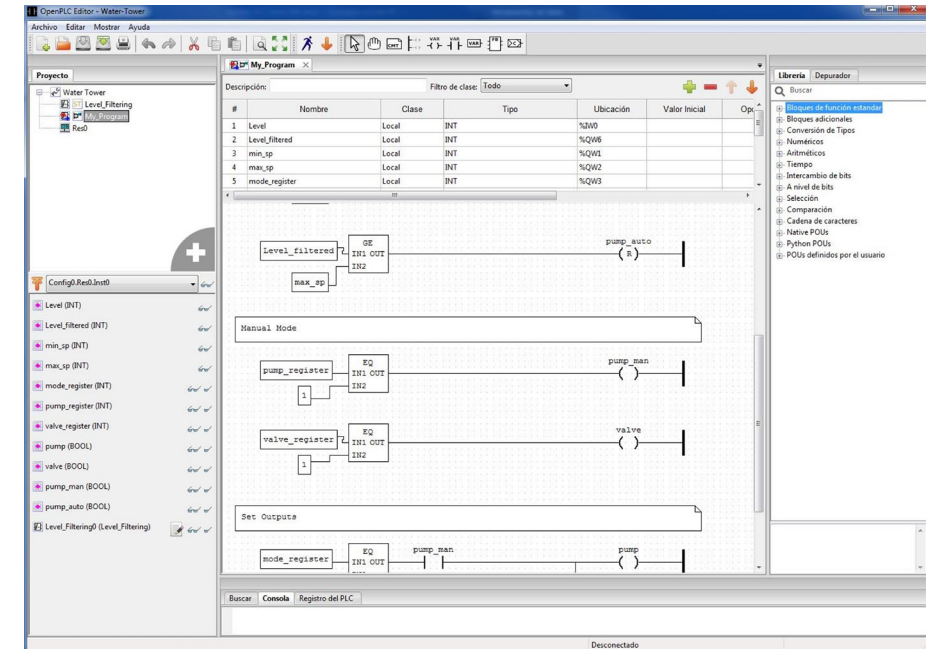 OpenPLC Editor - Water-Tower
Archivo Editar Mostrar Ayuda
Proyecto
Water Tower
Level_Filtering
My_Program
Res0
Config0.Res0.Inst0
Level (INT)
Level_filtered (INT)
min_sp (INT)
max_sp (INT)
mode_register (INT)
pump_register (INT)
valve_register (INT)
pump (BOOL)
valve (BOOL)
pump_man (BOOL)
pump_auto (BOOL)
Level_Filtering0 (Level_Filtering)
My_Program
Descripción: Filtro de clase: Todo
# Nombre Clase Tipo Ubicación Valor Inicial
1 Level Local INT %IW0
2 Level_filtered Local INT %QW6
3 min_sp Local INT %QW1
4 max_sp Local INT %QW2
5 mode_register Local INT %QW3
GE pump_auto
Level_filtered IN1 OUT ( R )
IN2
max_sp
Manual Mode
EQ pump_man
pump_register IN1 OUT ( )
IN2
1
EQ valve
valve_register IN1 OUT ( )
IN2
1
Set Outputs
EQ pump_man pump
mode_register IN1 OUT ( )
Buscar Consola Registro del PLC
Desconectado
Librería Depurador
Buscar
Bloques de función estandar
Bloques adicionales
Conversión de Tipos
Numéricos
Aritméticos
Tiempo
Intercambio de bits
A nivel de bits
Selección
Comparación
Cadena de caracteres
Native POUs
Python POUs
POUs definidos por el usuario